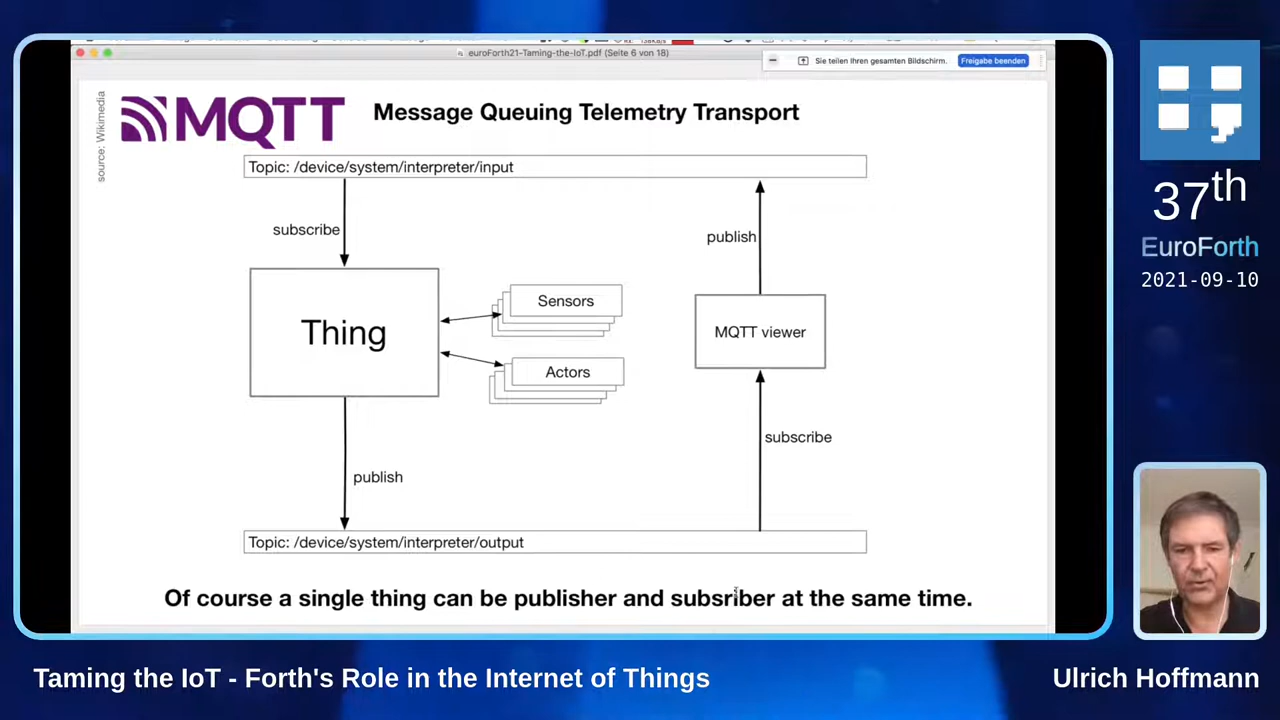 euroForth21-Taming-the-IoT.pdf (Seite 6 von 18)
Sie teilen Ihren gesamten Bildschirm.
Freigabe beenden
source: Wikimedia
MQTT
Message Queuing Telemetry Transport
Topic: /device/system/interpreter/input
subscribe
publish
Thing
Sensors
Actors
MQTT viewer
publish
subscribe
Topic: /device/system/interpreter/output
Of course a single thing can be publisher and subsriber at the same time.
37th
EuroForth
2021-09-10
Taming the IoT - Forth's Role in the Internet of Things
Ulrich Hoffmann